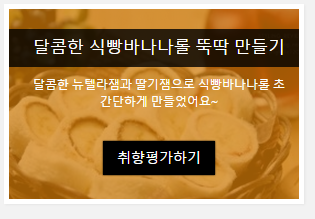 달콤한 식빵바나나롤 뚝딱 만들기
달콤한 뉴텔라잼과 딸기잼으로 식빵바나나롤 초
간단하게 만들었어요~
취향평가하기